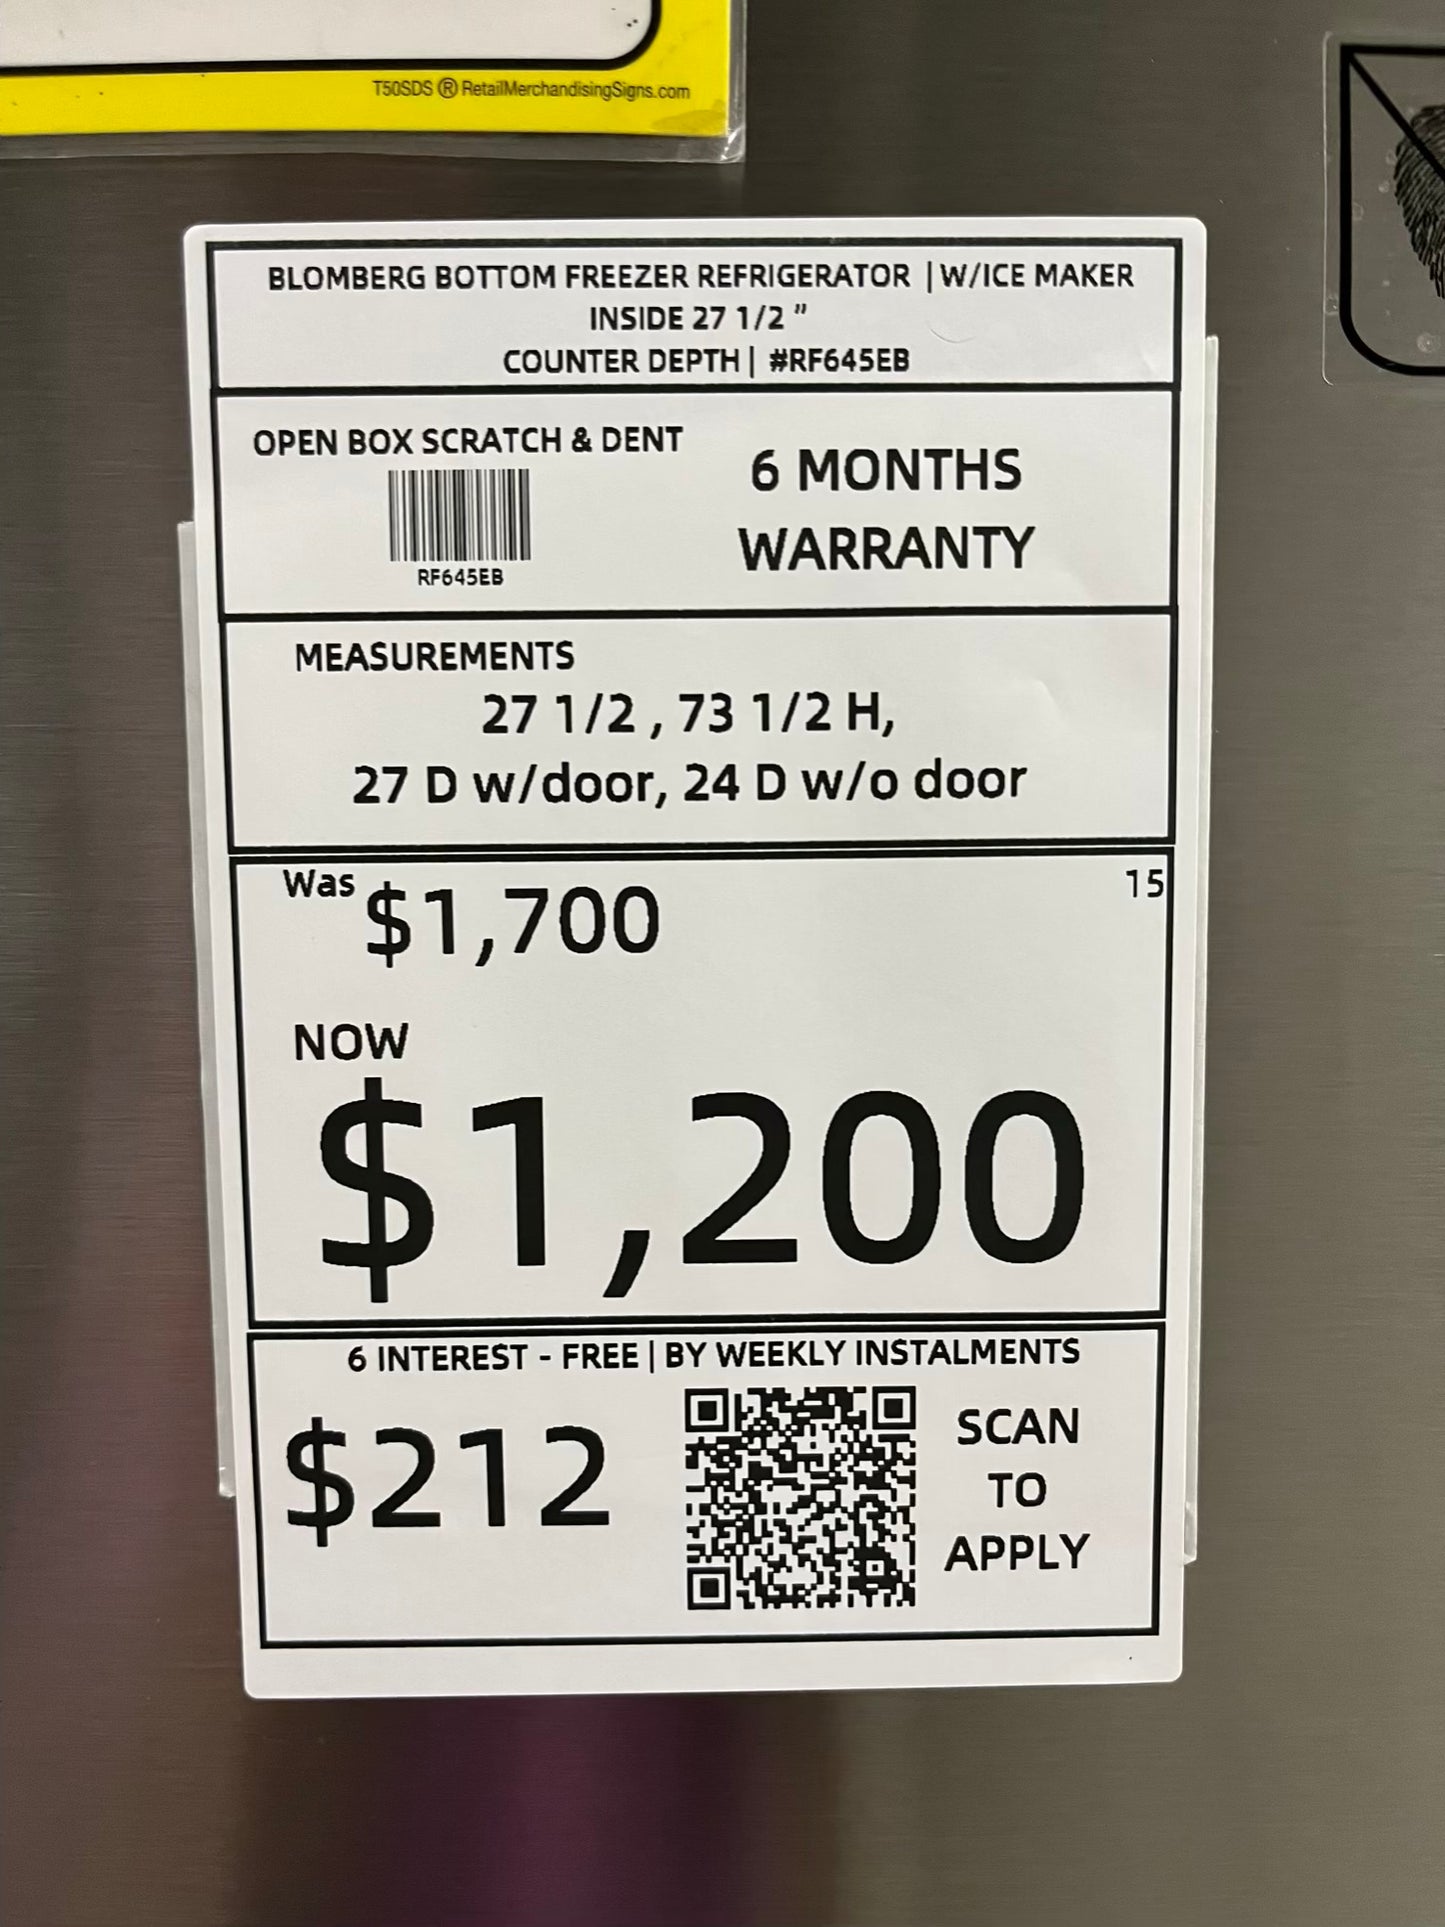 T50SDS ® RetailMerchandisingSigns.com
BLOMBERG BOTTOM FREEZER REFRIGERATOR | W/ICE MAKER
INSIDE 27 1/2 "
COUNTER DEPTH | #RF645EB
OPEN BOX SCRATCH & DENT
RF645EB
6 MONTHS
WARRANTY
MEASUREMENTS
27 1/2 , 73 1/2 H,
27 D w/door, 24 D w/o door
Was $1,700
15
NOW
$1,200
6 INTEREST - FREE | BY WEEKLY INSTALMENTS
$212
SCAN
TO
APPLY